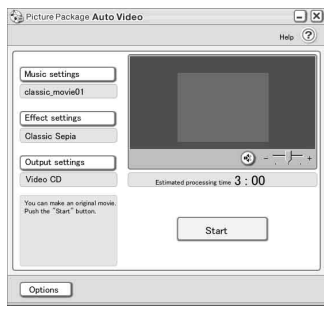 Picture Package Auto Video
Help ?
Music settings
classic_movie01
Effect settings
Classic Sepia
Output settings
Video CD
- +
Estimated processing time 3 : 00
You can make an original movie.
Push the "Start" button.
Start
Options